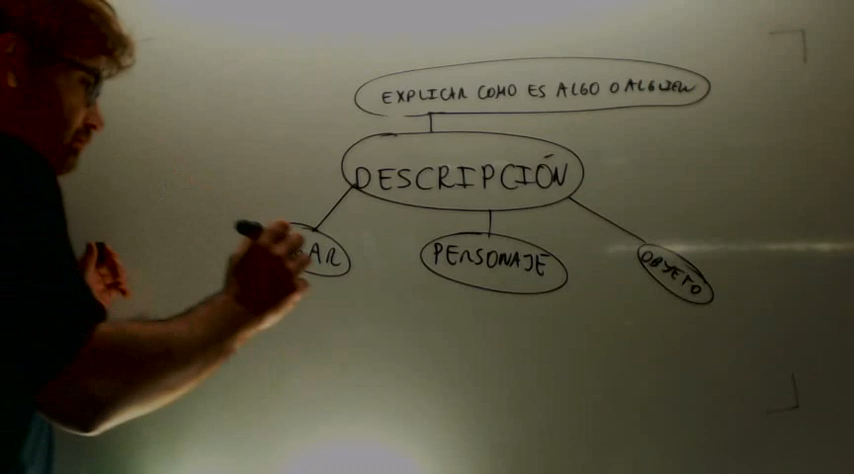 EXPLICAR COMO ES ALGO O ALGUIEN
DESCRIPCIÓN
PERSONAJE
OBJETO